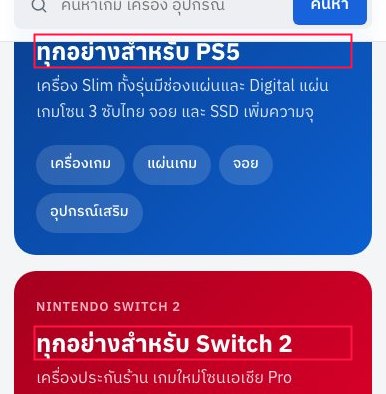 ค้นหาเกม เครื่อง อุปกรณ์
ค้นหา
ทุกอย่างสำหรับ PS5
เครื่อง Slim ทั้งรุ่นมีช่องแผ่นและ Digital แผ่น
เกมโซน 3 ซับไทย จอย และ SSD เพิ่มความจุ
เครื่องเกม
แผ่นเกม
จอย
อุปกรณ์เสริม
NINTENDO SWITCH 2
ทุกอย่างสำหรับ Switch 2
เครื่องประกันร้าน เกมใหม่โซนเอเชีย Pro